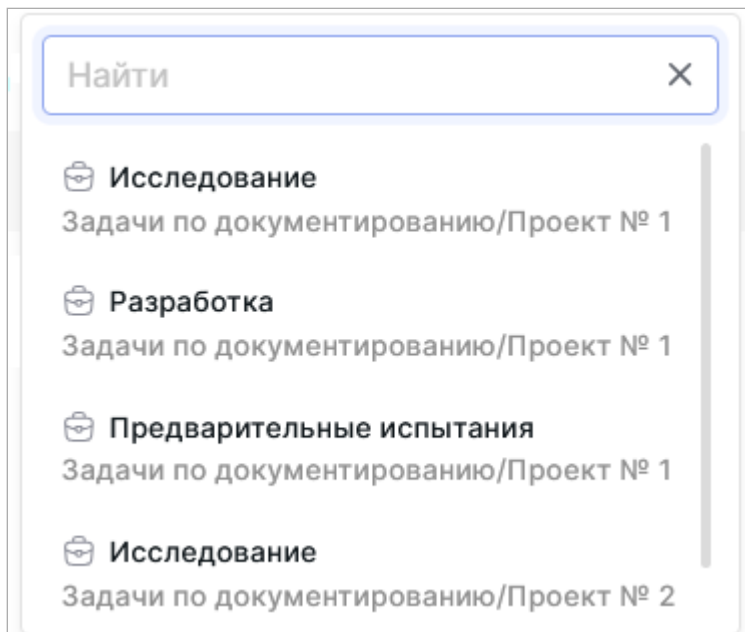 Найти
Исследование
Задачи по документированию/Проект № 1
Разработка
Задачи по документированию/Проект № 1
Предварительные испытания
Задачи по документированию/Проект № 1
Исследование
Задачи по документированию/Проект № 2